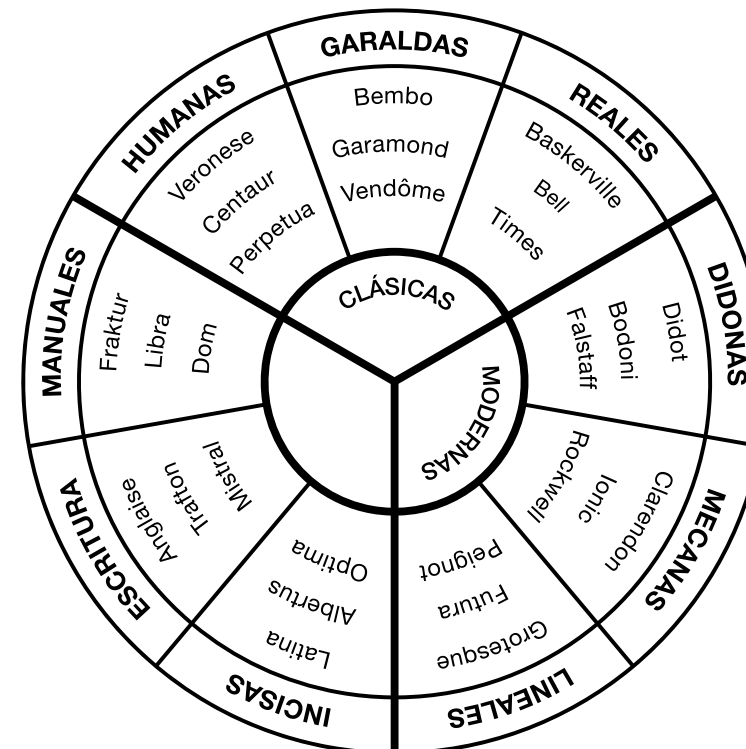 GARALDAS
Bembo
Garamond
Vendôme
REALES
Baskerville
Bell
Times
DIDONAS
Didot
Bodoni
Falstaff
MECANAS
Clarendon
Ionic
Rockwell
LINEALES
Grotesque
Futura
Peignot
INCISAS
Latina
Albertus
Optima
ESCRITURA
Anglaise
Trafton
Mistral
MANUALES
Fraktur
Libra
Dom
HUMANAS
Veronese
Centaur
Perpetua
CLÁSICAS
MODERNAS